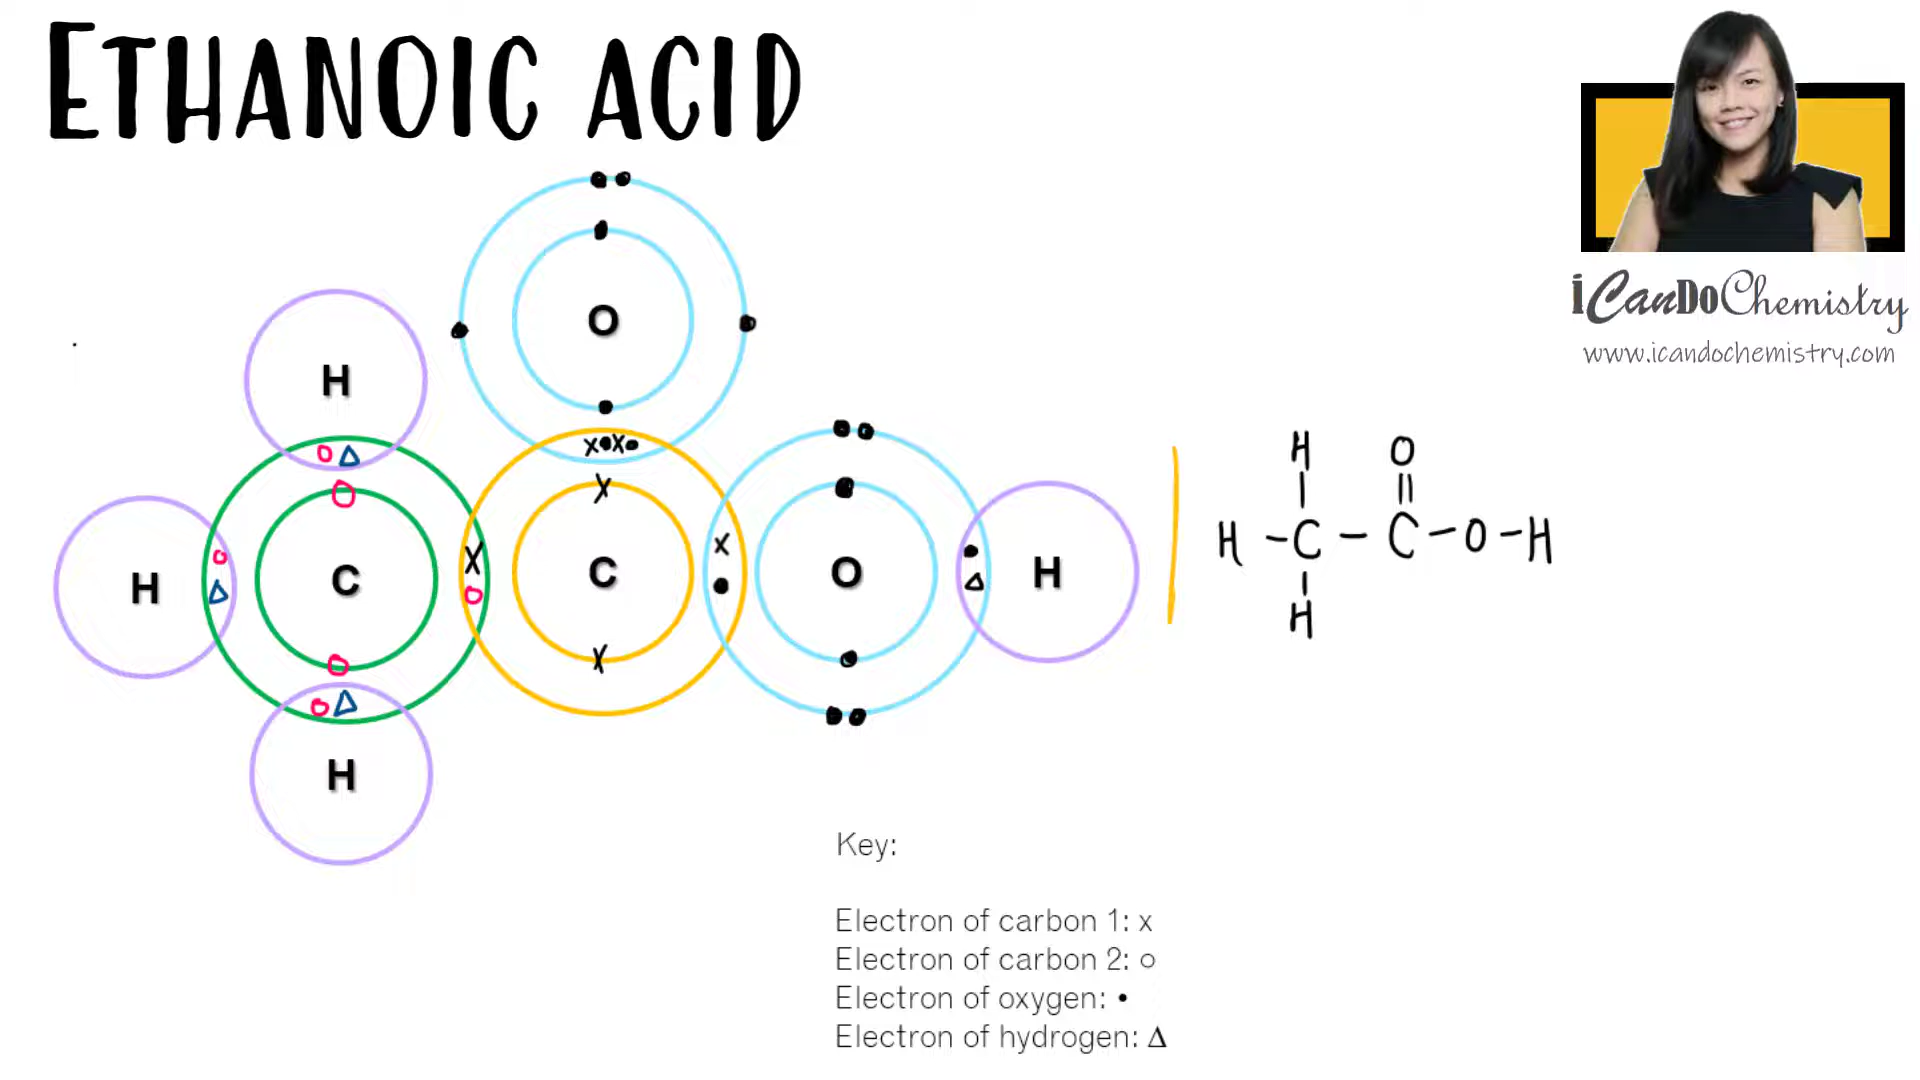 ETHANOIC ACID
iCanDoChemistry
www.icandochemistry.com
O
H
x•x•
H
C
C
O
H
H
H O
H - C - C - O - H
H
Key:
Electron of carbon 1: x
Electron of carbon 2: ○
Electron of oxygen: •
Electron of hydrogen: Δ